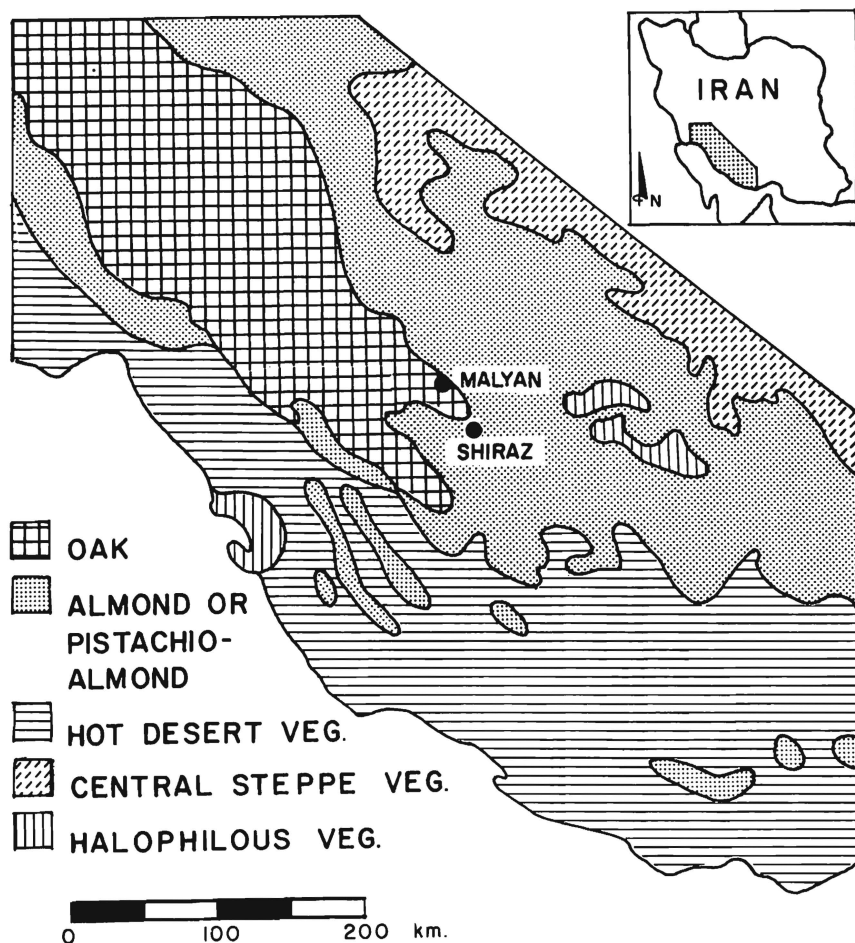 IRAN
N
MALYAN
SHIRAZ
OAK
ALMOND OR
PISTACHIO-
ALMOND
HOT DESERT VEG.
CENTRAL STEPPE VEG.
HALOPHILOUS VEG.
0 100 200 km.